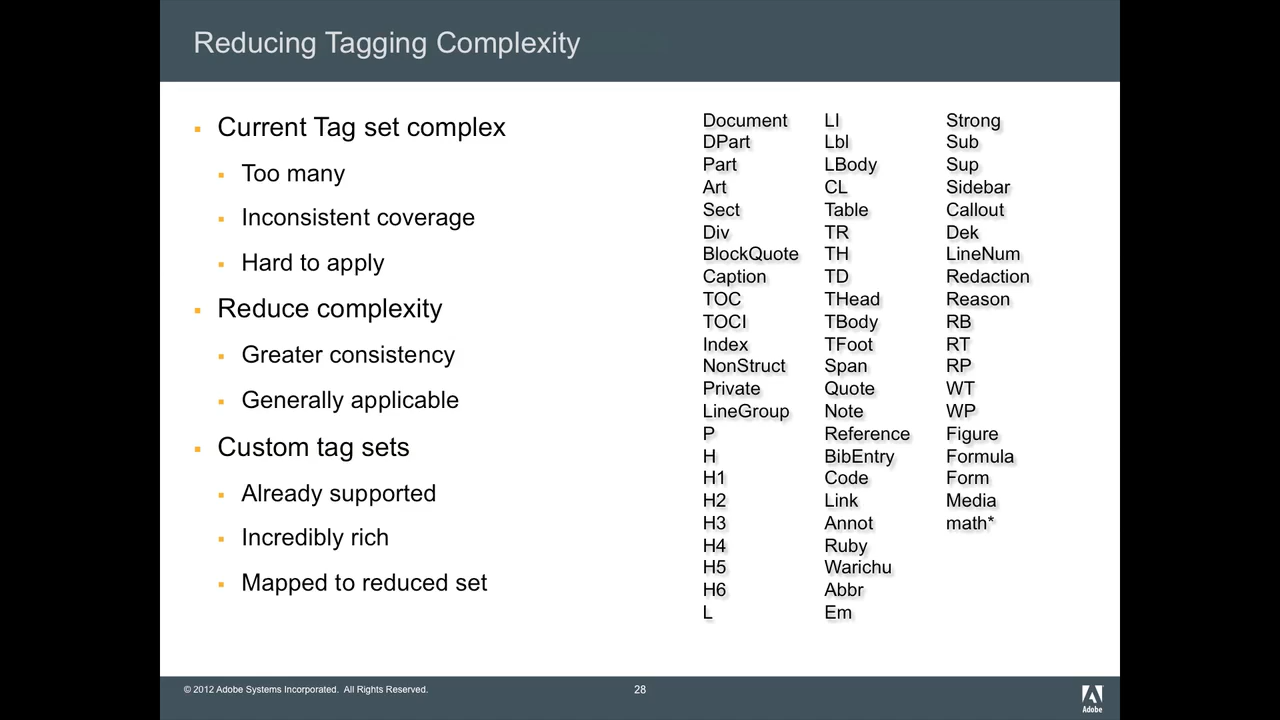 Reducing Tagging Complexity
Current Tag set complex
Too many
Inconsistent coverage
Hard to apply
Reduce complexity
Greater consistency
Generally applicable
Custom tag sets
Already supported
Incredibly rich
Mapped to reduced set
Document
DPart
Part
Art
Sect
Div
BlockQuote
Caption
TOC
TOCI
Index
NonStruct
Private
LineGroup
P
H
H1
H2
H3
H4
H5
H6
L
LI
Lbl
LBody
CL
Table
TR
TH
TD
THead
TBody
TFoot
Span
Quote
Note
Reference
BibEntry
Code
Link
Annot
Ruby
Warichu
Abbr
Em
Strong
Sub
Sup
Sidebar
Callout
Dek
LineNum
Redaction
Reason
RB
RT
RP
WT
WP
Figure
Formula
Form
Media
math*
© 2012 Adobe Systems Incorporated. All Rights Reserved.
28
Adobe